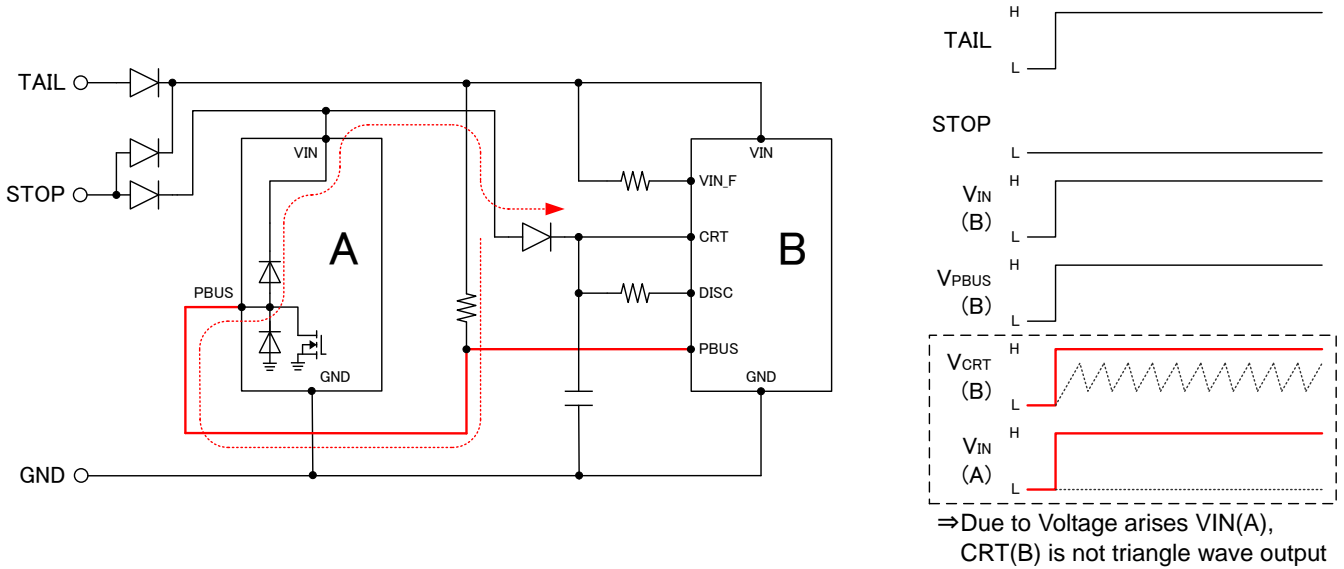 TAIL
STOP
GND
VIN
A
PBUS
GND
VIN
VIN_F
CRT
B
DISC
PBUS
GND
H
TAIL
L
STOP
L
H
VIN
(B)
L
H
VPBUS
(B)
L
H
VCRT
(B)
L
H
VIN
(A)
L
⇒Due to Voltage arises VIN(A),
CRT(B) is not triangle wave output